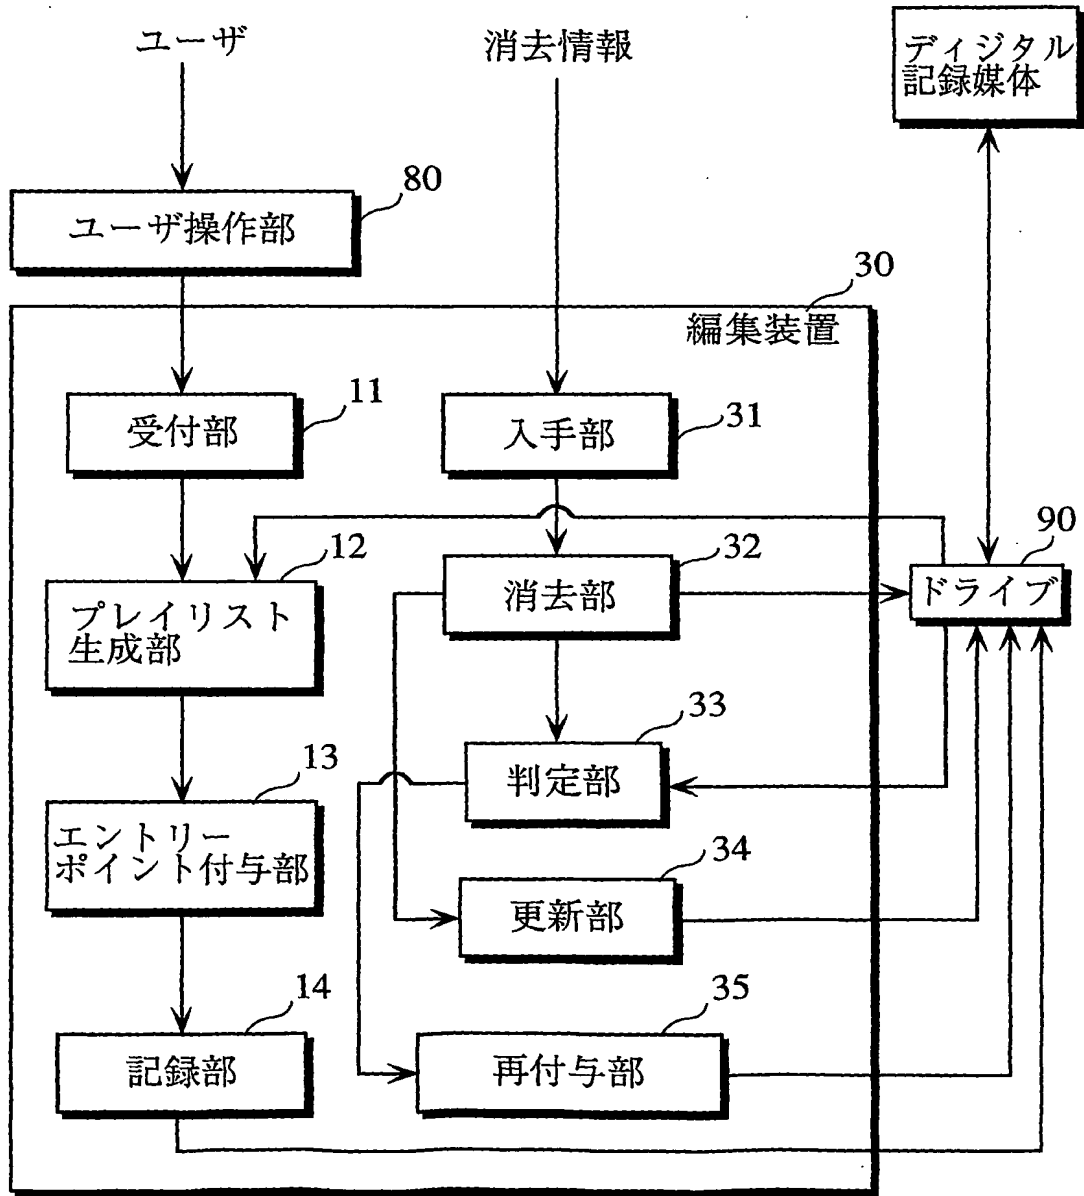 ユーザ
消去情報
ディジタル
記録媒体
80
ユーザ操作部
30
編集装置
11
受付部
31
入手部
90
ドライブ
12
プレイリスト
生成部
32
消去部
33
判定部
13
エントリー
ポイント付与部
34
更新部
14
記録部
35
再付与部